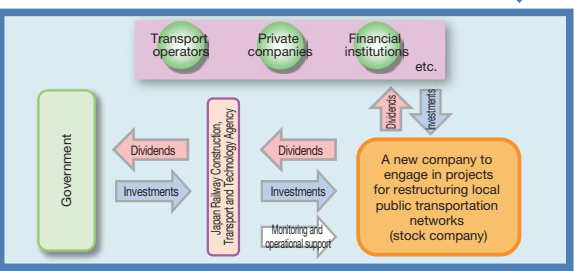 Transport
operators
Private
companies
Financial
institutions
etc.
Government
Dividends
Investments
Japan Railway Construction,
Transport and Technology Agency
Dividends
Investments
Monitoring and
operational support
Dividends
Investments
A new company to
engage in projects
for restructuring local
public transportation
networks
(stock company)